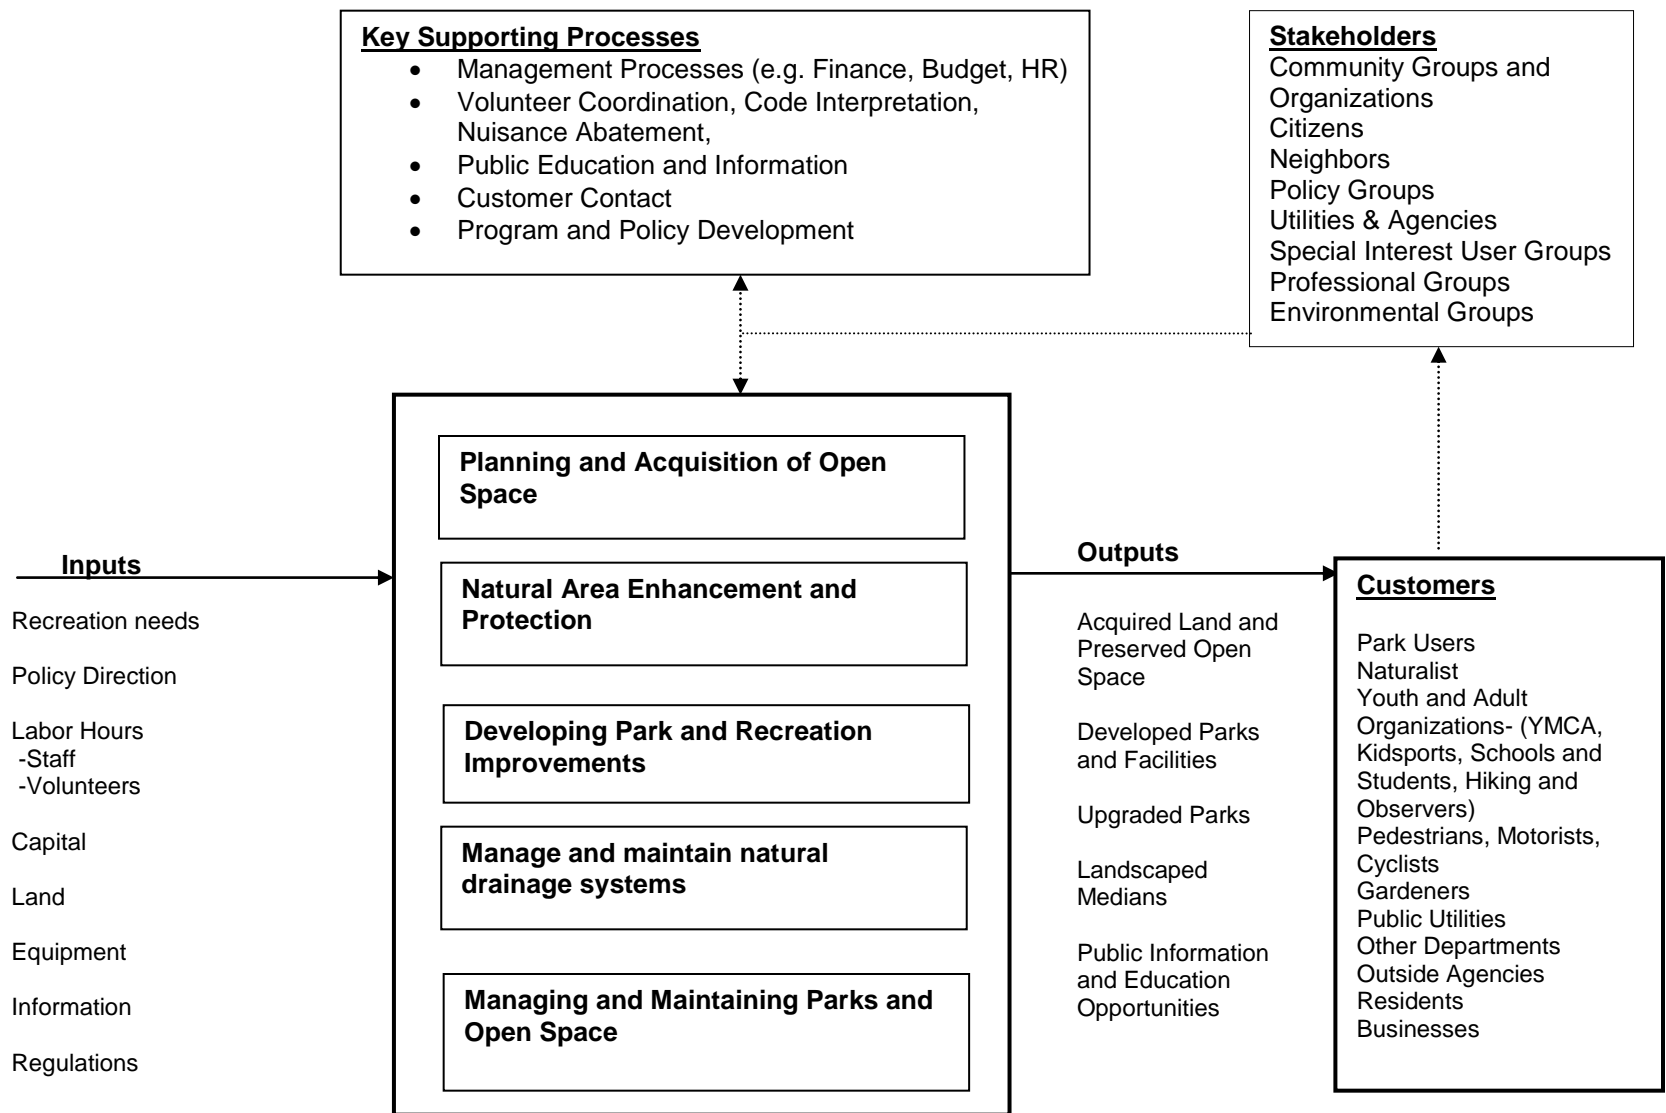 Key Supporting Processes
• Management Processes (e.g. Finance, Budget, HR)
• Volunteer Coordination, Code Interpretation,
Nuisance Abatement,
• Public Education and Information
• Customer Contact
• Program and Policy Development
Stakeholders
Community Groups and
Organizations
Citizens
Neighbors
Policy Groups
Utilities & Agencies
Special Interest User Groups
Professional Groups
Environmental Groups
Inputs
Recreation needs
Policy Direction
Labor Hours
-Staff
-Volunteers
Capital
Land
Equipment
Information
Regulations
Planning and Acquisition of Open
Space
Natural Area Enhancement and
Protection
Developing Park and Recreation
Improvements
Manage and maintain natural
drainage systems
Managing and Maintaining Parks and
Open Space
Outputs
Acquired Land and
Preserved Open
Space
Developed Parks
and Facilities
Upgraded Parks
Landscaped
Medians
Public Information
and Education
Opportunities
Customers
Park Users
Naturalist
Youth and Adult
Organizations- (YMCA,
Kidsports, Schools and
Students, Hiking and
Observers)
Pedestrians, Motorists,
Cyclists
Gardeners
Public Utilities
Other Departments
Outside Agencies
Residents
Businesses